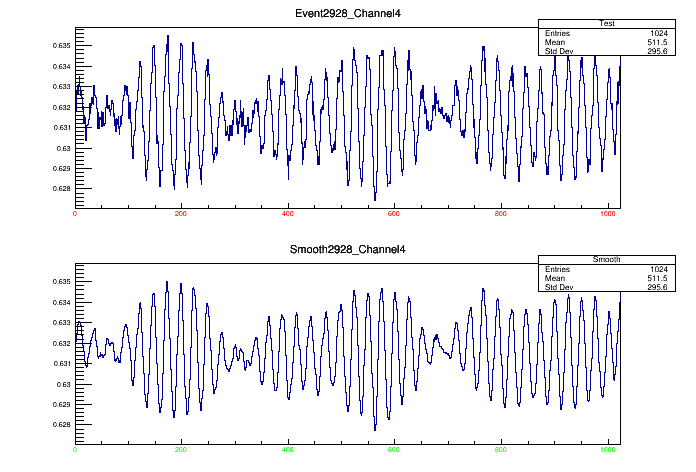 Event2928_Channel4
Test
Entries 1024
Mean 511.5
Std Dev 295.6
0.635
0.634
0.633
0.632
0.631
0.63
0.629
0.628
0 200 400 600 800 1000
Smooth2928_Channel4
Smooth
Entries 1024
Mean 511.5
Std Dev 295.6
0.635
0.634
0.633
0.632
0.631
0.63
0.629
0.628
0 200 400 600 800 1000